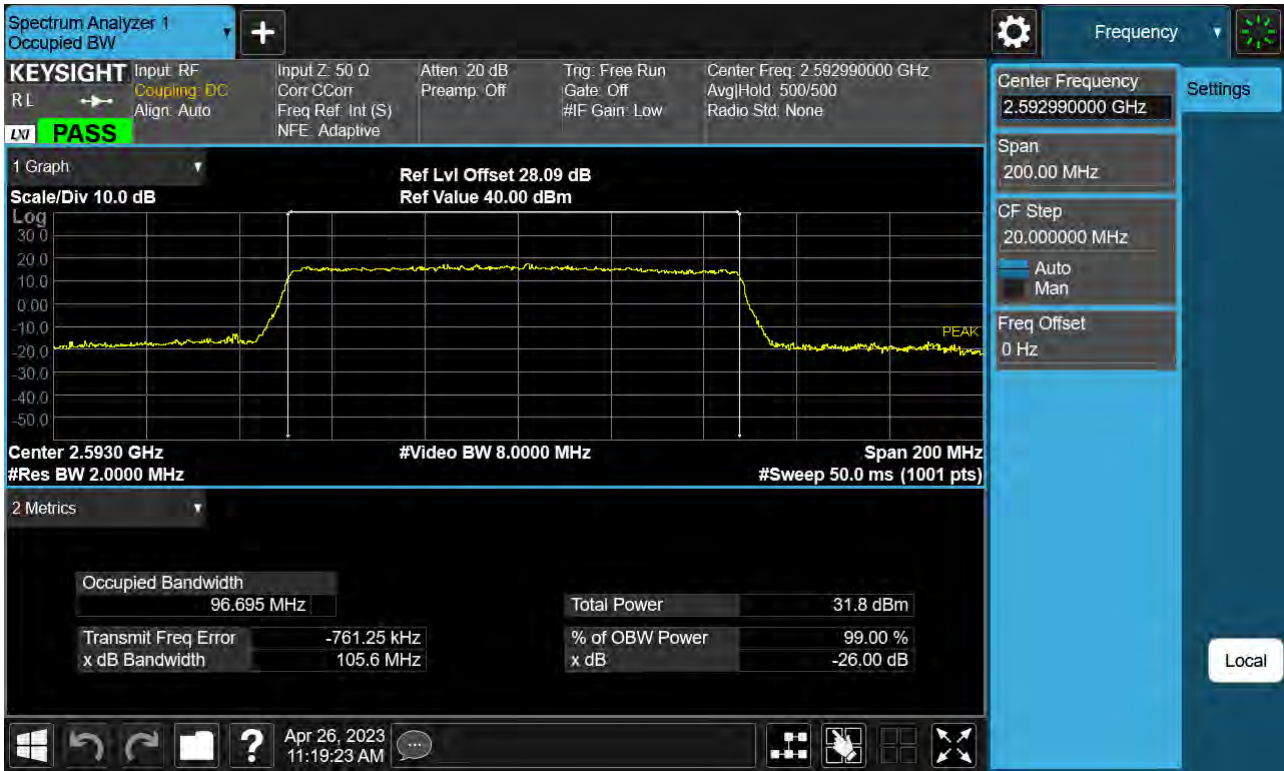 Spectrum Analyzer 1
Occupied BW
+
Frequency
KEYSIGHT
RL
LXI
PASS
Input: RF
Coupling: DC
Align: Auto
Input Z: 50 Ω
Corr CCorr
Freq Ref: Int (S)
NFE: Adaptive
Atten: 20 dB
Preamp: Off
Trig: Free Run
Gate: Off
#IF Gain: Low
Center Freq: 2.592990000 GHz
Avg|Hold: 500/500
Radio Std: None
Center Frequency
2.592990000 GHz
Settings
Span
200.00 MHz
CF Step
20.000000 MHz
Auto
Man
Freq Offset
0 Hz
Local
1 Graph
Scale/Div 10.0 dB
Ref Lvl Offset 28.09 dB
Ref Value 40.00 dBm
Log
30.0
20.0
10.0
0.00
-10.0
-20.0
-30.0
-40.0
-50.0
PEAK
Center 2.5930 GHz
#Video BW 8.0000 MHz
Span 200 MHz
#Res BW 2.0000 MHz
#Sweep 50.0 ms (1001 pts)
2 Metrics
Occupied Bandwidth
96.695 MHz
Total Power 31.8 dBm
Transmit Freq Error -761.25 kHz
% of OBW Power 99.00 %
x dB Bandwidth 105.6 MHz
x dB -26.00 dB
?
Apr 26, 2023
11:19:23 AM